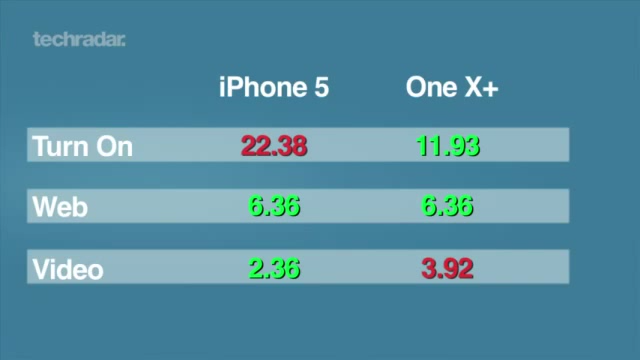 techradar.
iPhone 5 One X+
Turn On 22.38 11.93
Web 6.36 6.36
Video 2.36 3.92